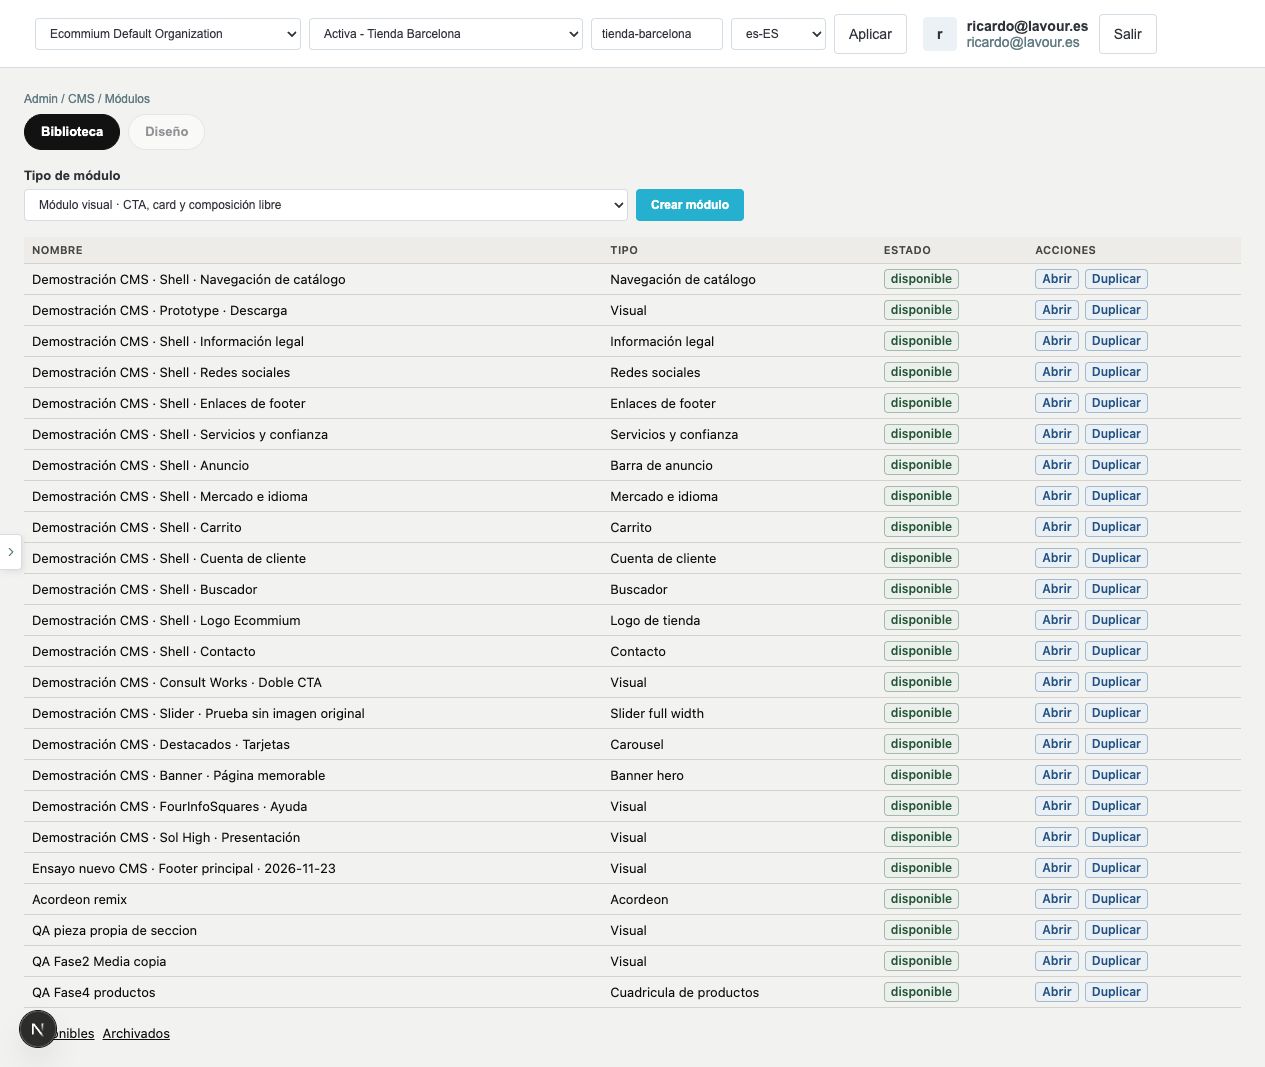 Ecommium Default Organization Activa - Tienda Barcelona tienda-barcelona es-ES Aplicar r ricardo@lavour.es Salir
ricardo@lavour.es
Admin / CMS / Módulos
Biblioteca Diseño
Tipo de módulo
Módulo visual · CTA, card y composición libre Crear módulo
NOMBRE TIPO ESTADO ACCIONES
Demostración CMS · Shell · Navegación de catálogo Navegación de catálogo disponible Abrir Duplicar
Demostración CMS · Prototype · Descarga Visual disponible Abrir Duplicar
Demostración CMS · Shell · Información legal Información legal disponible Abrir Duplicar
Demostración CMS · Shell · Redes sociales Redes sociales disponible Abrir Duplicar
Demostración CMS · Shell · Enlaces de footer Enlaces de footer disponible Abrir Duplicar
Demostración CMS · Shell · Servicios y confianza Servicios y confianza disponible Abrir Duplicar
Demostración CMS · Shell · Anuncio Barra de anuncio disponible Abrir Duplicar
Demostración CMS · Shell · Mercado e idioma Mercado e idioma disponible Abrir Duplicar
Demostración CMS · Shell · Carrito Carrito disponible Abrir Duplicar
Demostración CMS · Shell · Cuenta de cliente Cuenta de cliente disponible Abrir Duplicar
Demostración CMS · Shell · Buscador Buscador disponible Abrir Duplicar
Demostración CMS · Shell · Logo Ecommium Logo de tienda disponible Abrir Duplicar
Demostración CMS · Shell · Contacto Contacto disponible Abrir Duplicar
Demostración CMS · Consult Works · Doble CTA Visual disponible Abrir Duplicar
Demostración CMS · Slider · Prueba sin imagen original Slider full width disponible Abrir Duplicar
Demostración CMS · Destacados · Tarjetas Carousel disponible Abrir Duplicar
Demostración CMS · Banner · Página memorable Banner hero disponible Abrir Duplicar
Demostración CMS · FourInfoSquares · Ayuda Visual disponible Abrir Duplicar
Demostración CMS · Sol High · Presentación Visual disponible Abrir Duplicar
Ensayo nuevo CMS · Footer principal · 2026-11-23 Visual disponible Abrir Duplicar
Acordeon remix Acordeon disponible Abrir Duplicar
QA pieza propia de seccion Visual disponible Abrir Duplicar
QA Fase2 Media copia Visual disponible Abrir Duplicar
QA Fase4 productos Cuadricula de productos disponible Abrir Duplicar
N Archivados